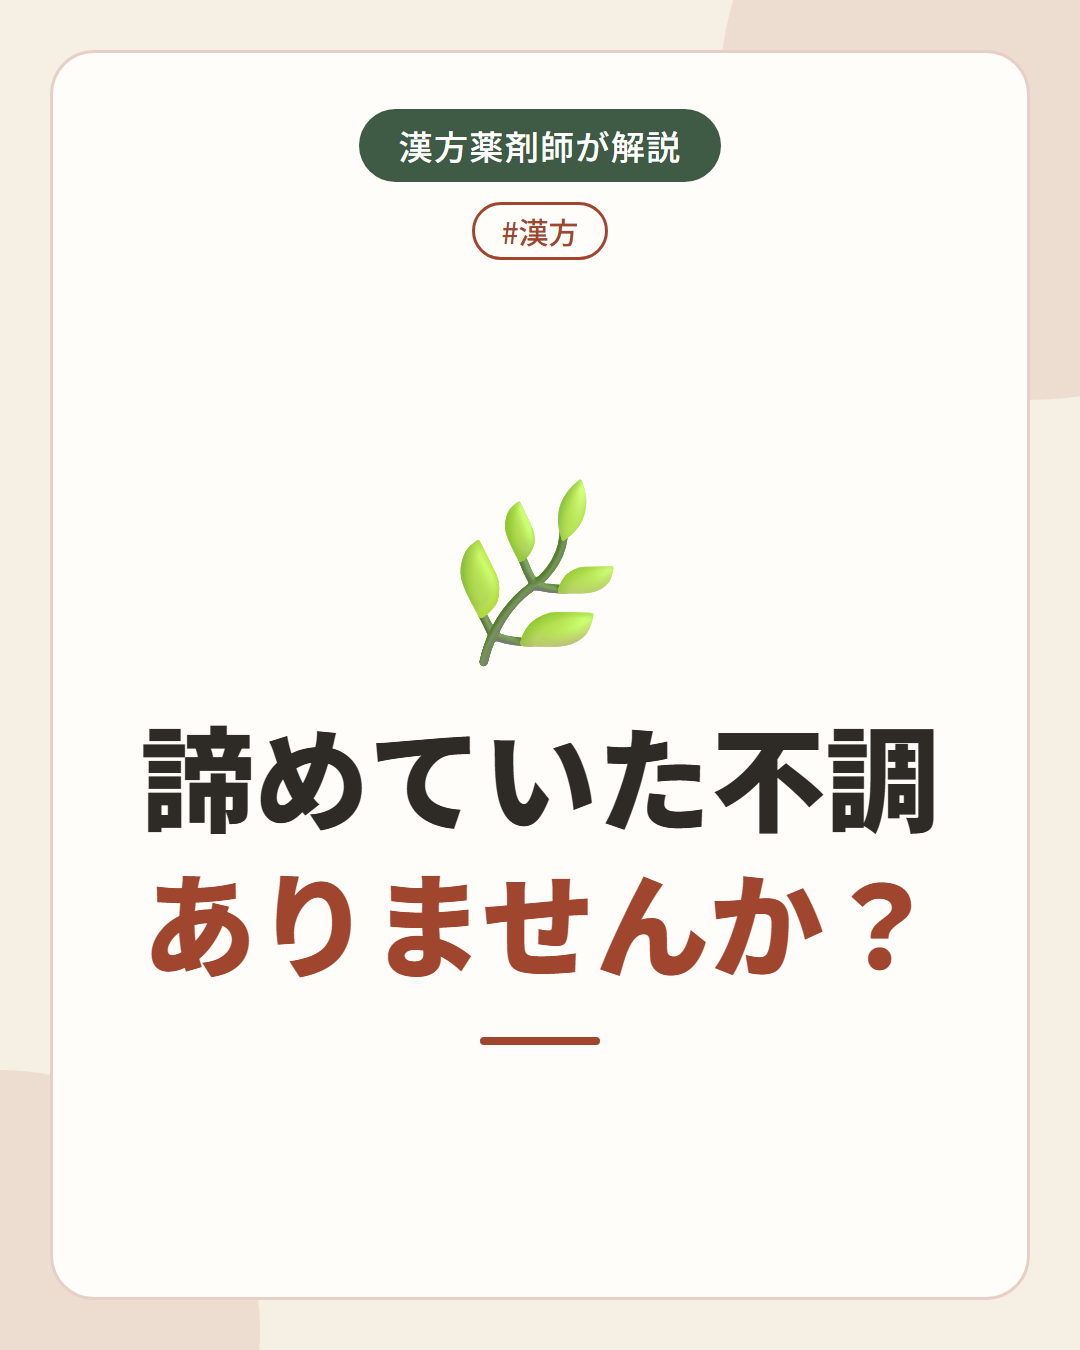 漢方薬剤師が解説
#漢方
諦めていた不調
ありませんか？